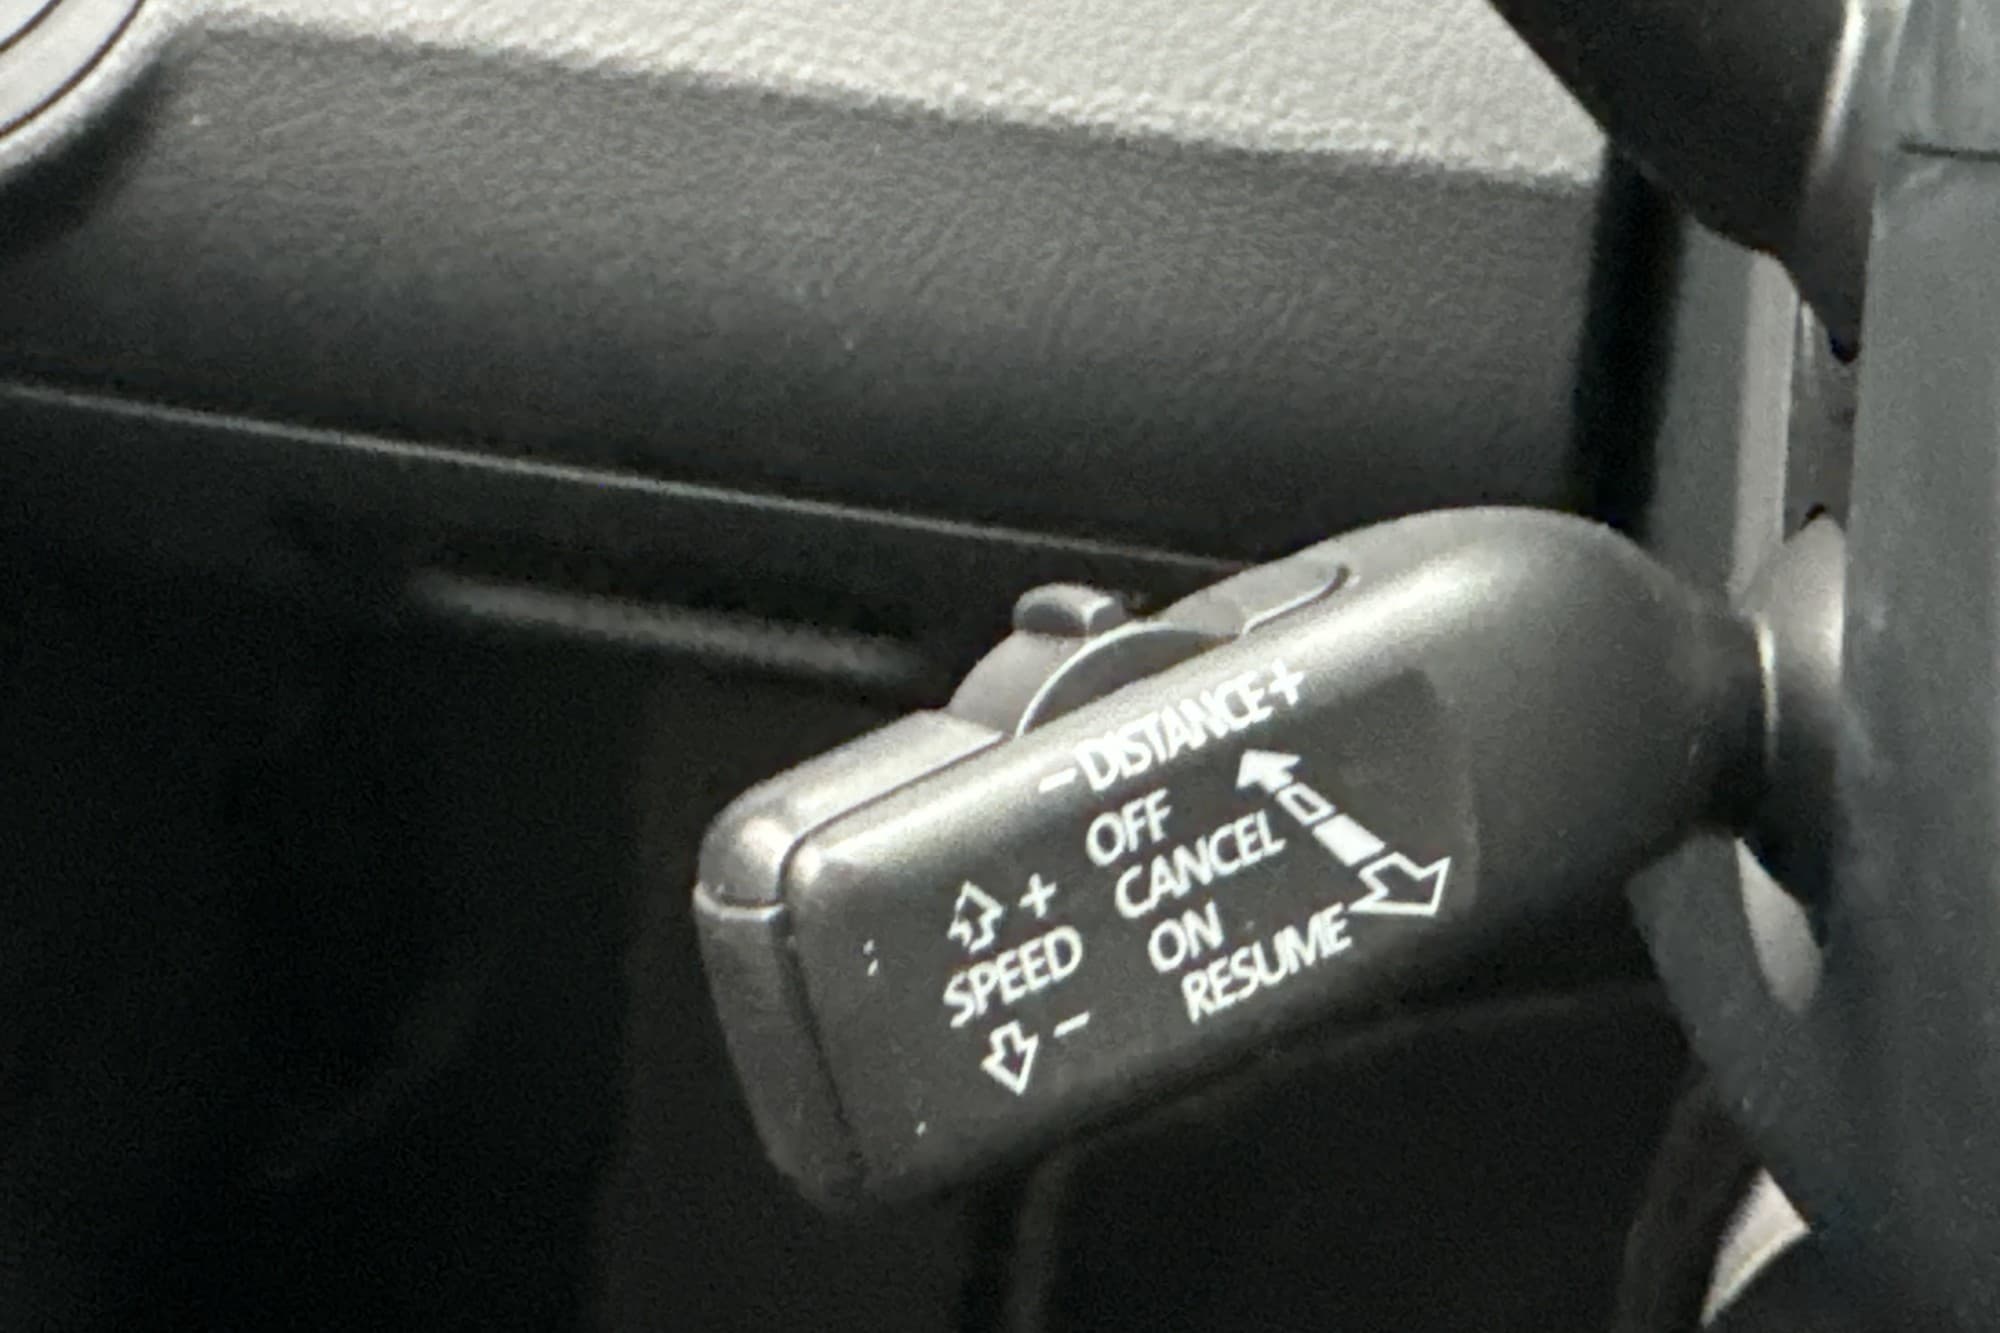 - DISTANCE +
OFF
CANCEL
ON
RESUME
+
SPEED
-